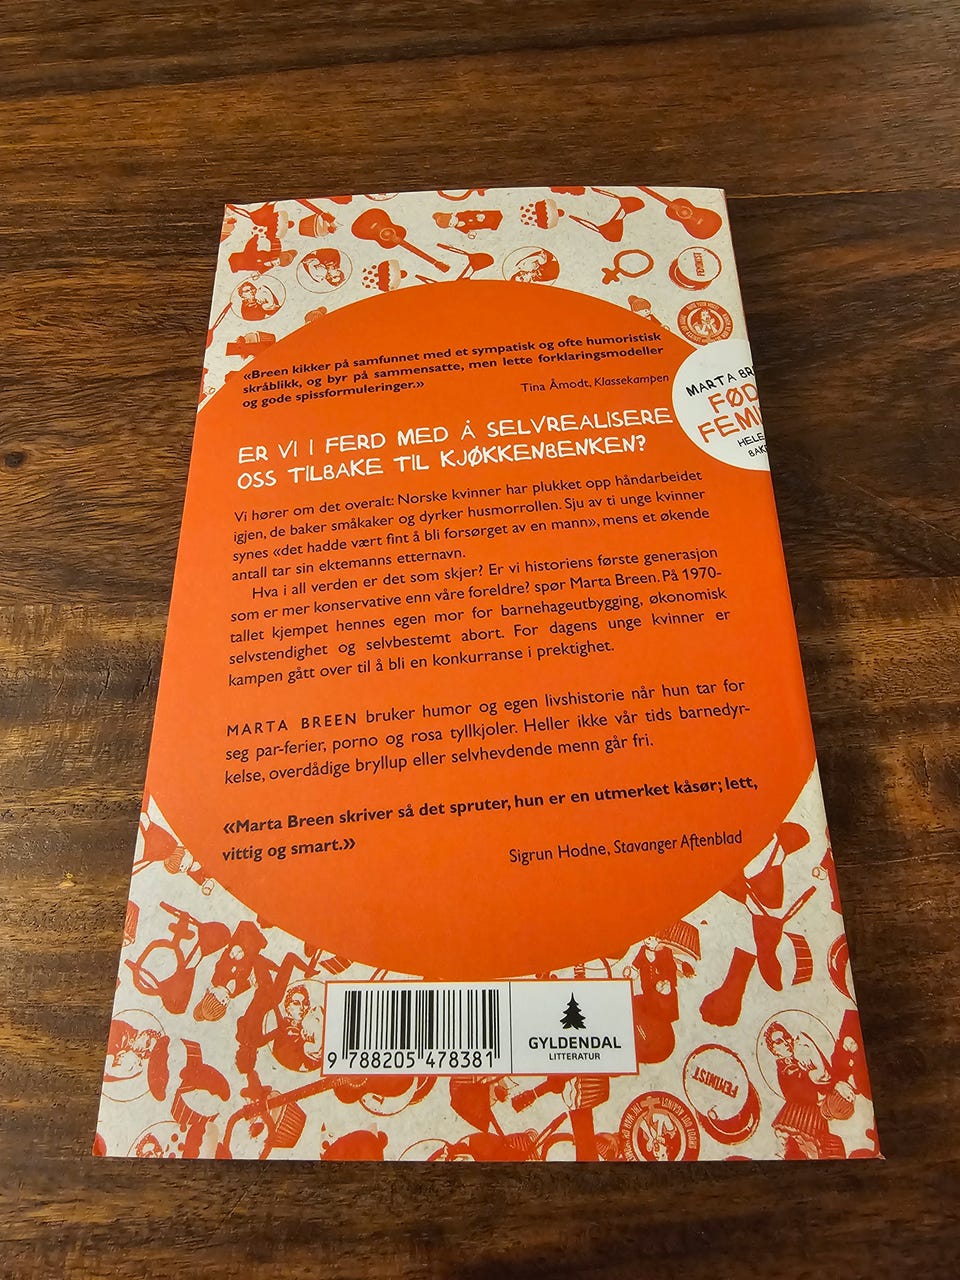 «Breen kikker på samfunnet med et sympatisk og ofte humoristisk
skråblikk, og byr på sammensatte, men lette forklaringsmodeller
og gode spissformuleringer.»
Tina Åmodt, Klassekampen
MARTA BR
FØD
FEMI
HELE
BAK
ER VI I FERD MED Å SELVREALISERE
OSS TILBAKE TIL KJØKKENBENKEN?
Vi hører om det overalt: Norske kvinner har plukket opp håndarbeidet
igjen, de baker småkaker og dyrker husmorrollen. Sju av ti unge kvinner
synes «det hadde vært fint å bli forsørget av en mann», mens et økende
antall tar sin ektemanns etternavn.
Hva i all verden er det som skjer? Er vi historiens første generasjon
som er mer konservative enn våre foreldre? spør Marta Breen. På 1970-
tallet kjempet hennes egen mor for barnehageutbygging, økonomisk
selvstendighet og selvbestemt abort. For dagens unge kvinner er
kampen gått over til å bli en konkurranse i prektighet.
MARTA BREEN bruker humor og egen livshistorie når hun tar for
seg par-ferier, porno og rosa tyllkjoler. Heller ikke vår tids barnedyr-
kelse, overdådige bryllup eller selvhevdende menn går fri.
«Marta Breen skriver så det spruter, hun er en utmerket kåsør; lett,
vittig og smart.»
Sigrun Hodne, Stavanger Aftenblad
9 788205 478381
GYLDENDAL
LITTERATUR
FEMINIST
FEMINIST